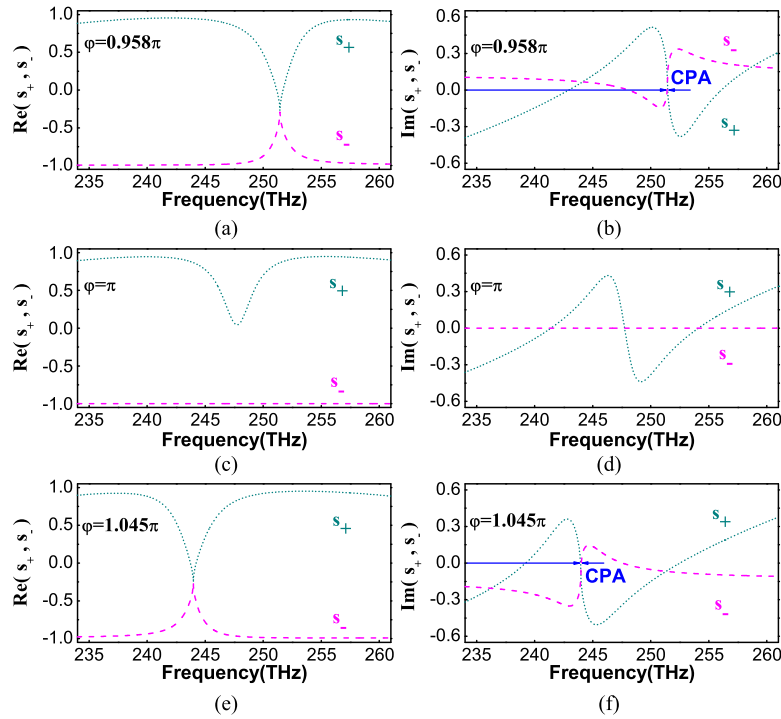 φ=0.958π
s+
s-
Re( s+ , s- )
1.0
0.5
0.0
-0.5
-1.0
235 240 245 250 255 260
Frequency(THz)
(a)
φ=0.958π
s-
CPA
s+
Im( s+ , s- )
0.6
0.3
0.0
-0.3
-0.6
235 240 245 250 255 260
Frequency(THz)
(b)
φ=π
s+
s-
Re( s+ , s- )
1.0
0.5
0.0
-0.5
-1.0
235 240 245 250 255 260
Frequency(THz)
(c)
φ=π
s+
s-
Im( s+ , s- )
0.6
0.3
0.0
-0.3
-0.6
235 240 245 250 255 260
Frequency(THz)
(d)
φ=1.045π
s+
s-
Re( s+ , s- )
1.0
0.5
0.0
-0.5
-1.0
235 240 245 250 255 260
Frequency(THz)
(e)
φ=1.045π
s+
CPA
s-
Im( s+ , s- )
0.6
0.3
0.0
-0.3
-0.6
235 240 245 250 255 260
Frequency(THz)
(f)